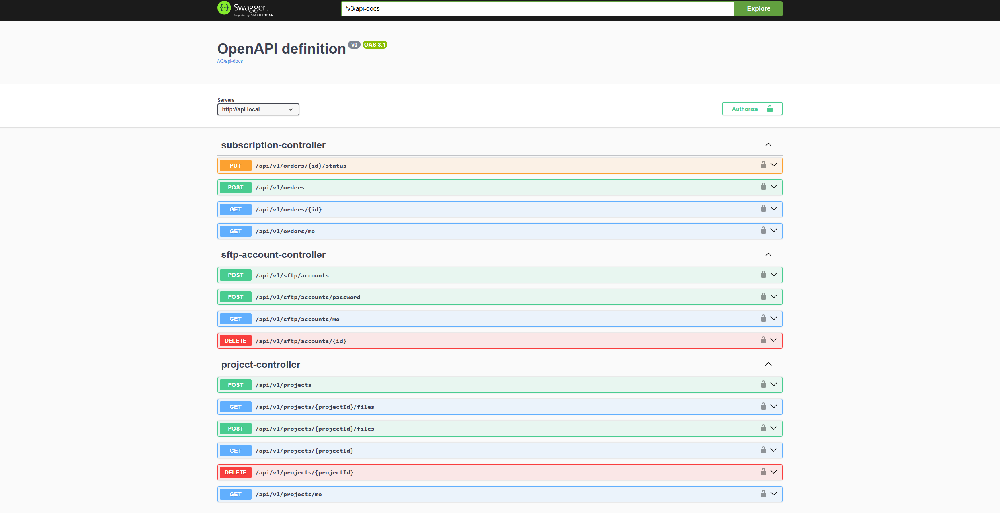 Swagger
Supported by SMARTBEAR
/v3/api-docs
Explore
OpenAPI definition v0 OAS 3.1
/v3/api-docs
Servers
http://api.local
Authorize
subscription-controller
PUT /api/v1/orders/{id}/status
POST /api/v1/orders
GET /api/v1/orders/{id}
GET /api/v1/orders/me
sftp-account-controller
POST /api/v1/sftp/accounts
POST /api/v1/sftp/accounts/password
GET /api/v1/sftp/accounts/me
DELETE /api/v1/sftp/accounts/{id}
project-controller
POST /api/v1/projects
GET /api/v1/projects/{projectId}/files
POST /api/v1/projects/{projectId}/files
GET /api/v1/projects/{projectId}
DELETE /api/v1/projects/{projectId}
GET /api/v1/projects/me